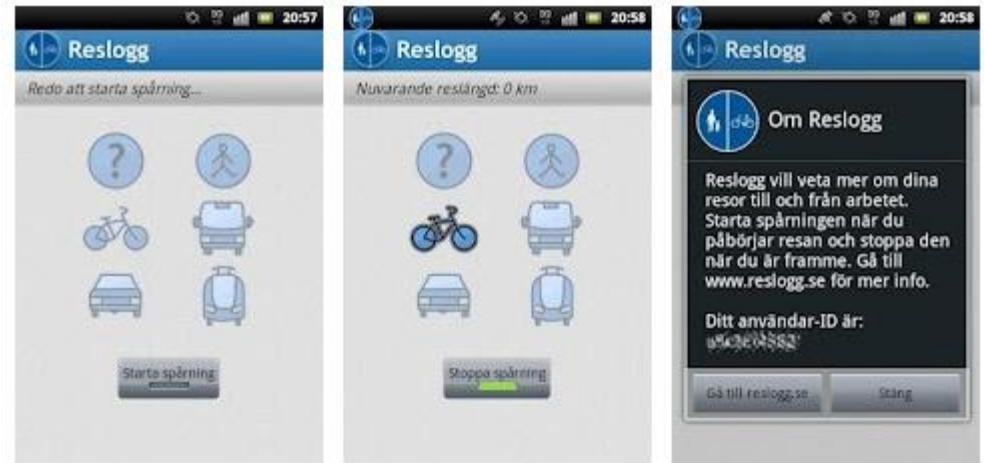 20:57
Reslogg
Redo att starta spårning...
?
Starta spårning
20:58
Reslogg
Nuvarande reslängd: 0 km
?
Stoppa spårning
20:58
Reslogg
Om Reslogg
Reslogg vill veta mer om dina
resor till och från arbetet.
Starta spårningen när du
påbörjar resan och stoppa den
när du är framme. Gå till
www.reslogg.se för mer info.
Ditt användar-ID är:
Gå till reslogg.se
Stäng